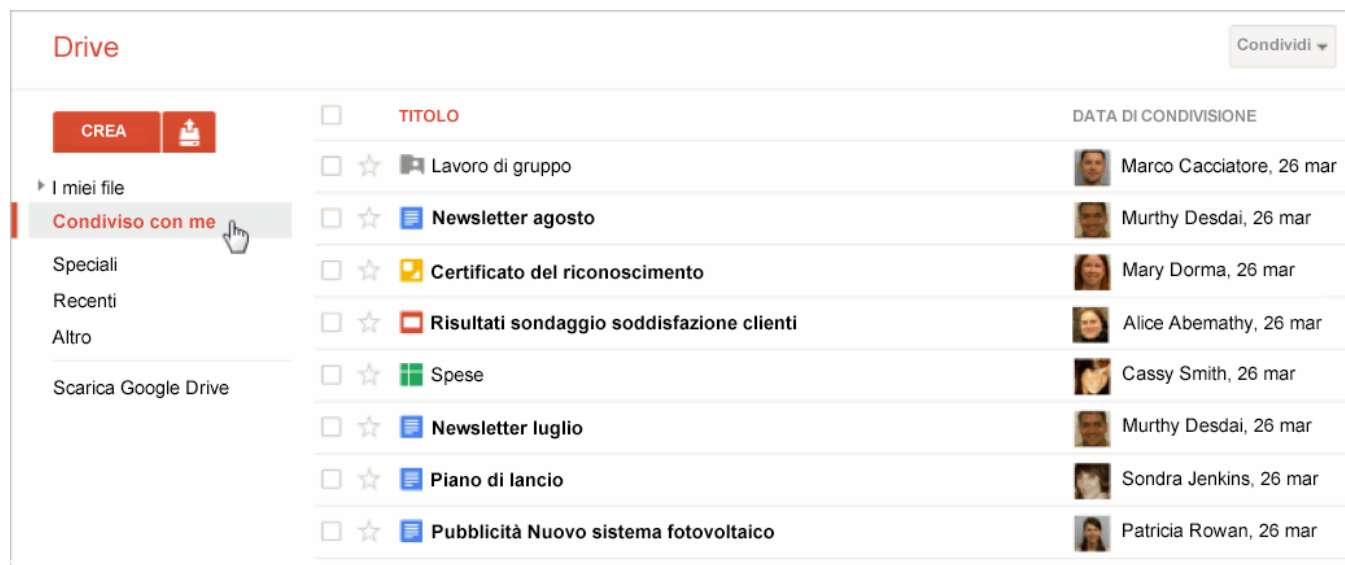 Drive
Condividi
CREA
I miei file
Condiviso con me
Speciali
Recenti
Altro
Scarica Google Drive
TITOLO DATA DI CONDIVISIONE
Lavoro di gruppo Marco Cacciatore, 26 mar
Newsletter agosto Murthy Desdai, 26 mar
Certificato del riconoscimento Mary Dorma, 26 mar
Risultati sondaggio soddisfazione clienti Alice Abemathy, 26 mar
Spese Cassy Smith, 26 mar
Newsletter luglio Murthy Desdai, 26 mar
Piano di lancio Sondra Jenkins, 26 mar
Pubblicità Nuovo sistema fotovoltaico Patricia Rowan, 26 mar